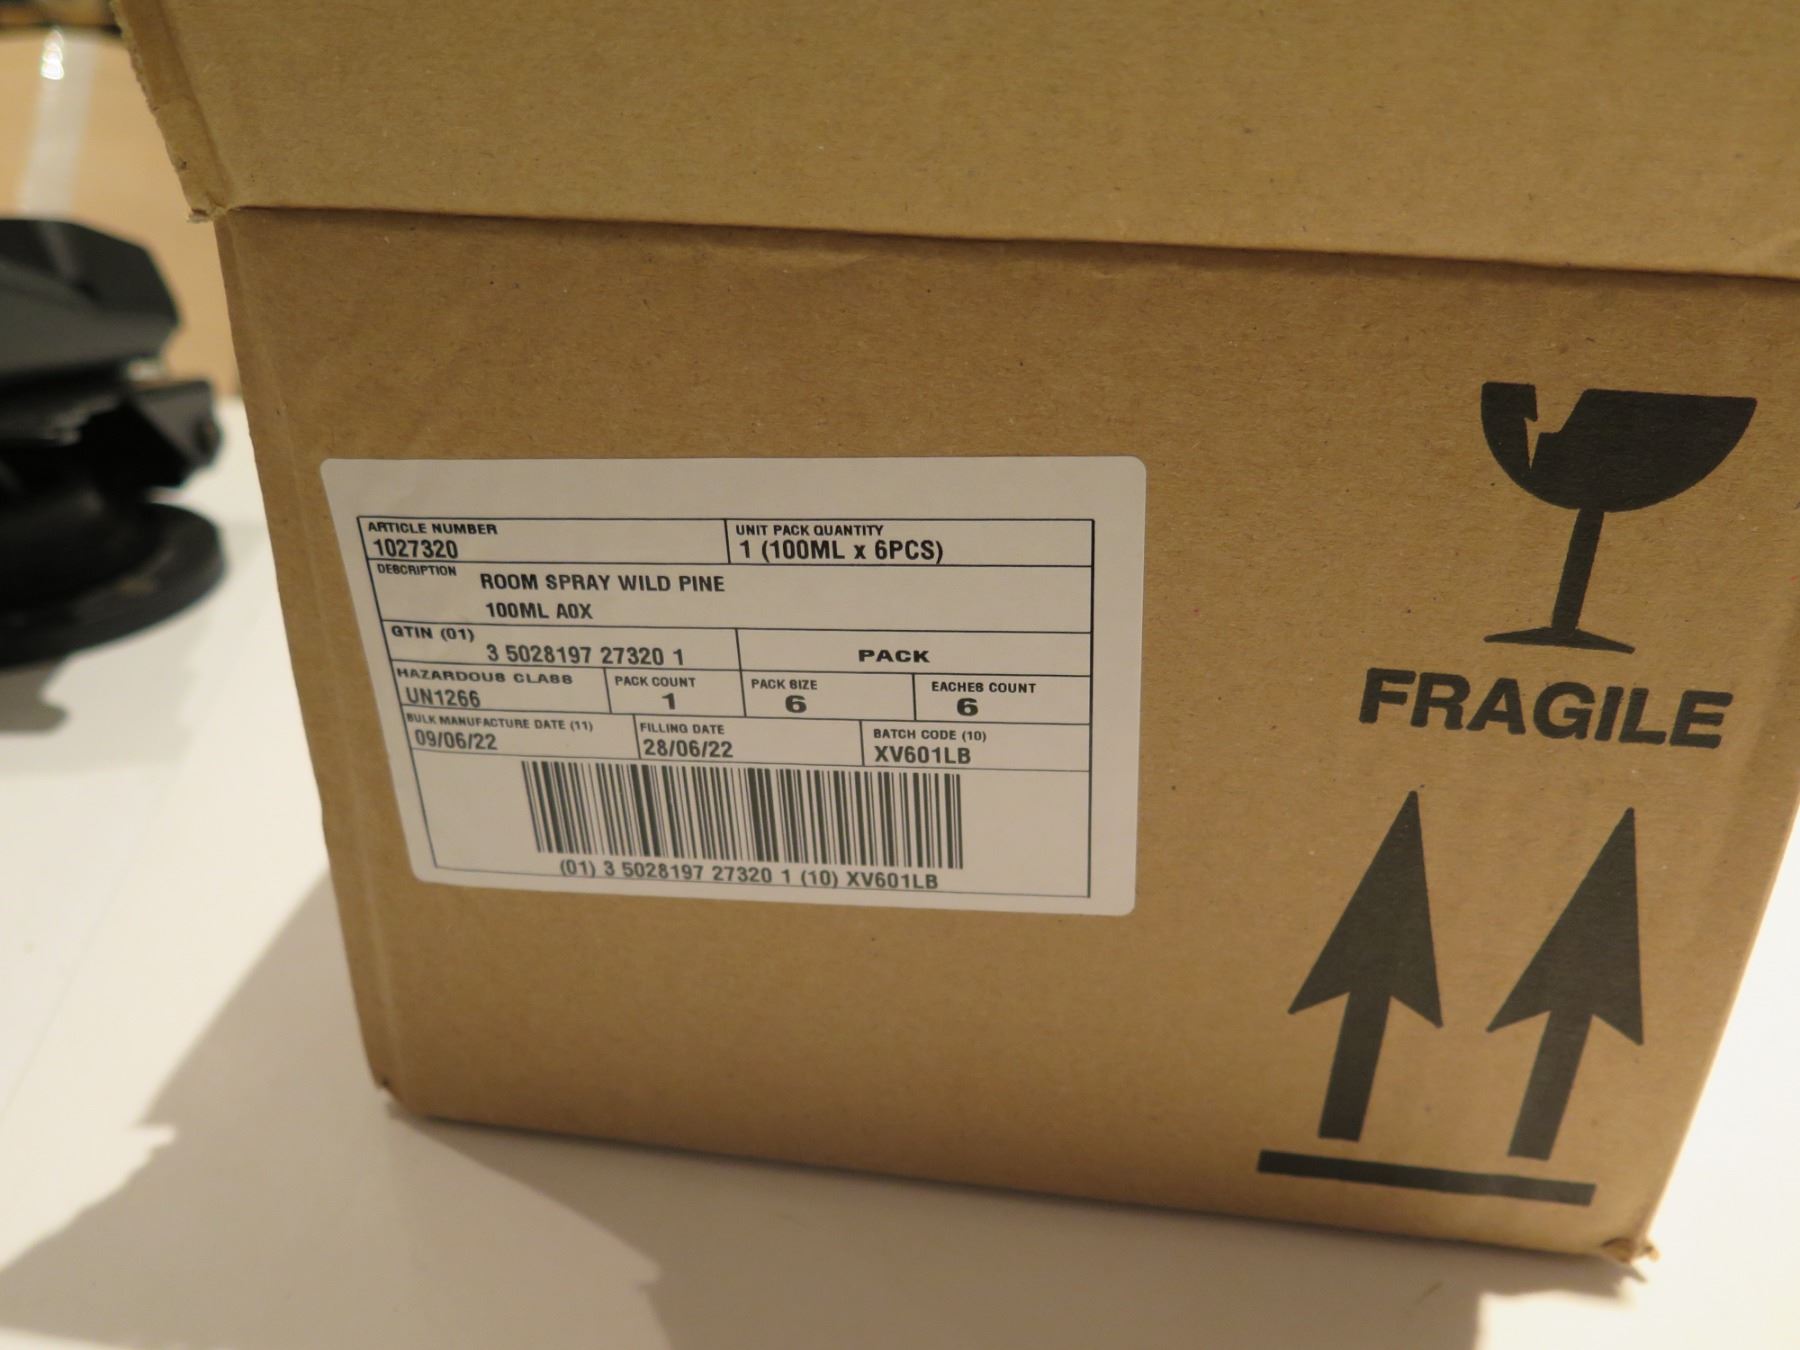 ARTICLE NUMBER
1027320
UNIT PACK QUANTITY
1 (100ML x 6PCS)
DESCRIPTION
ROOM SPRAY WILD PINE
100ML A0X
GTIN (01)
3 5028197 27320 1
PACK
HAZARDOUS CLASS
UN1266
PACK COUNT
1
PACK SIZE
6
EACHES COUNT
6
BULK MANUFACTURE DATE (11)
09/06/22
FILLING DATE
28/06/22
BATCH CODE (10)
XV601LB
(01) 3 5028197 27320 1 (10) XV601LB
FRAGILE